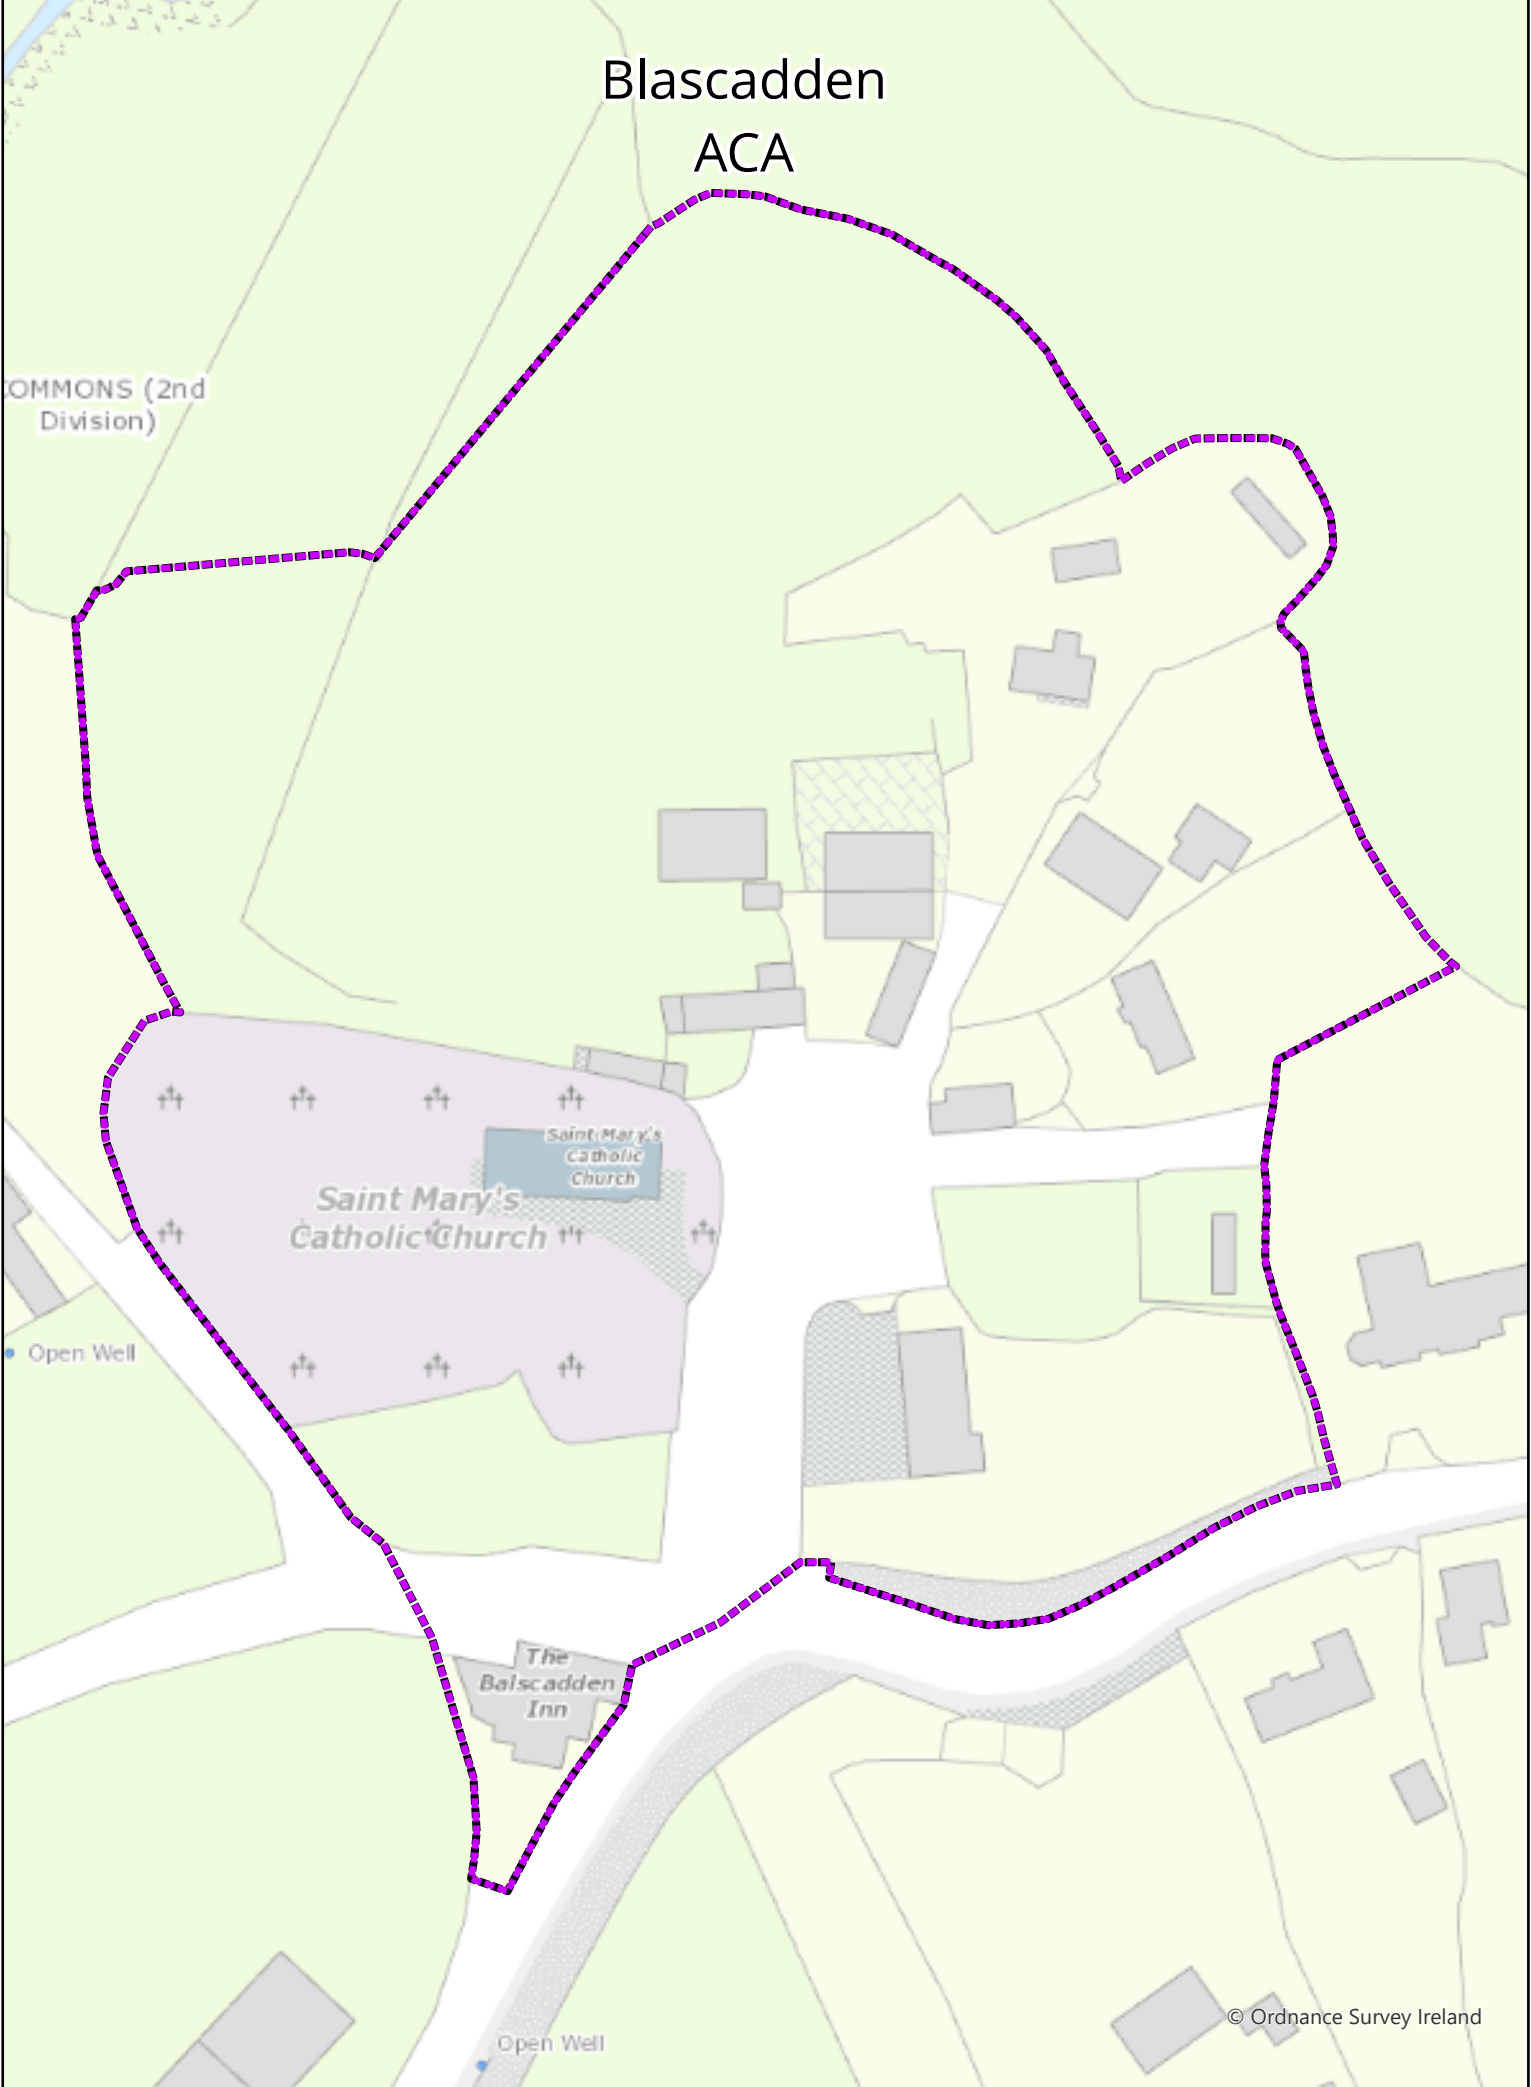 Blascadden
ACA
COMMONS (2nd
Division)
Saint Mary's
Catholic
Church
Saint Mary's
Catholic Church
Open Well
The
Balscadden
Inn
© Ordnance Survey Ireland
Open Well